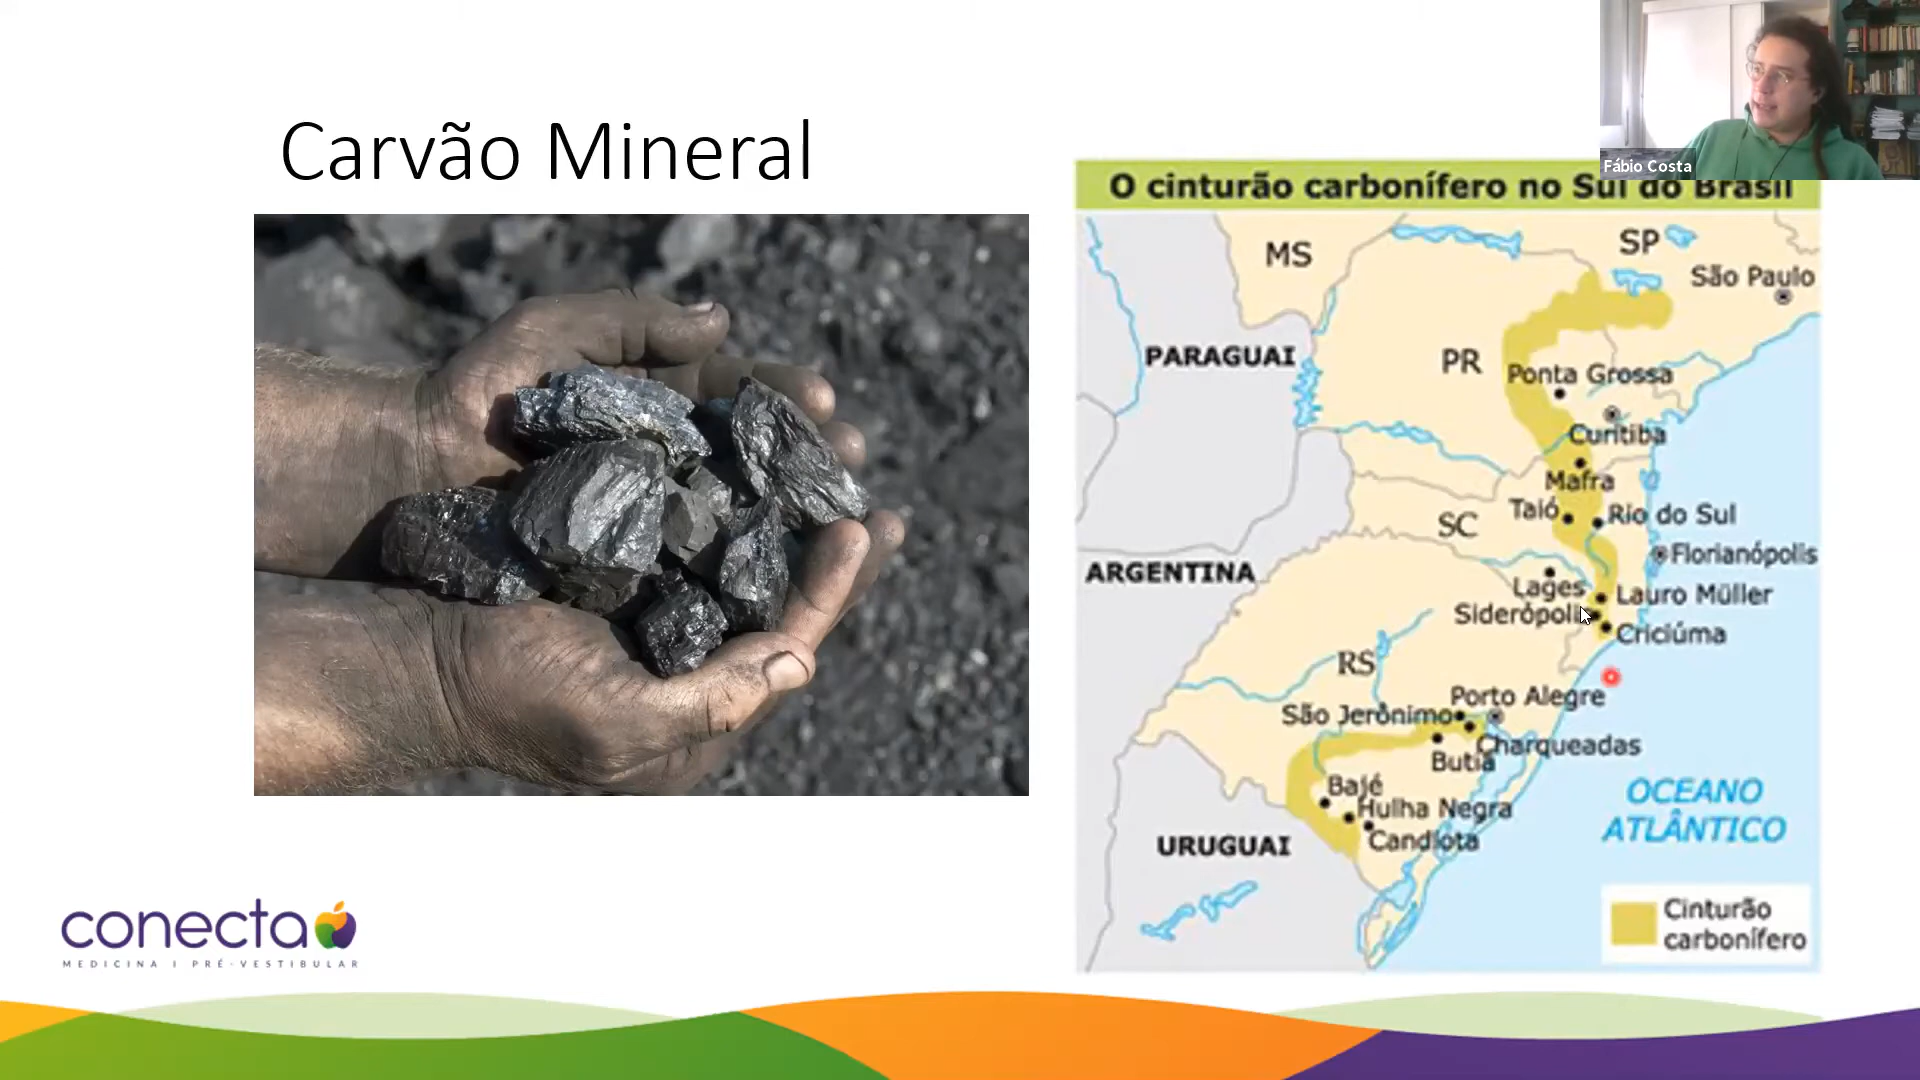 Fábio Costa
Carvão Mineral
O cinturão carbonífero no Sul do Brasil
MS
SP
São Paulo
PARAGUAI
PR
Ponta Grossa
Curitiba
Mafra
Taió
Rio do Sul
SC
Florianópolis
ARGENTINA
Lages
Lauro Müller
Siderópoli
Criciúma
RS
Porto Alegre
São Jerônimo
Charqueadas
Butiá
Bajé
Hulha Negra
Candiota
URUGUAI
OCEANO
ATLÂNTICO
Cinturão
carbonífero
conecta
MEDICINA I PRÉ-VESTIBULAR